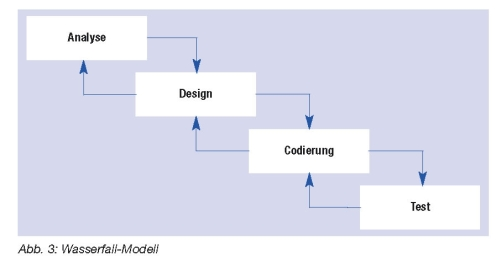 Analyse
Design
Codierung
Test
Abb. 3: Wasserfall-Modell